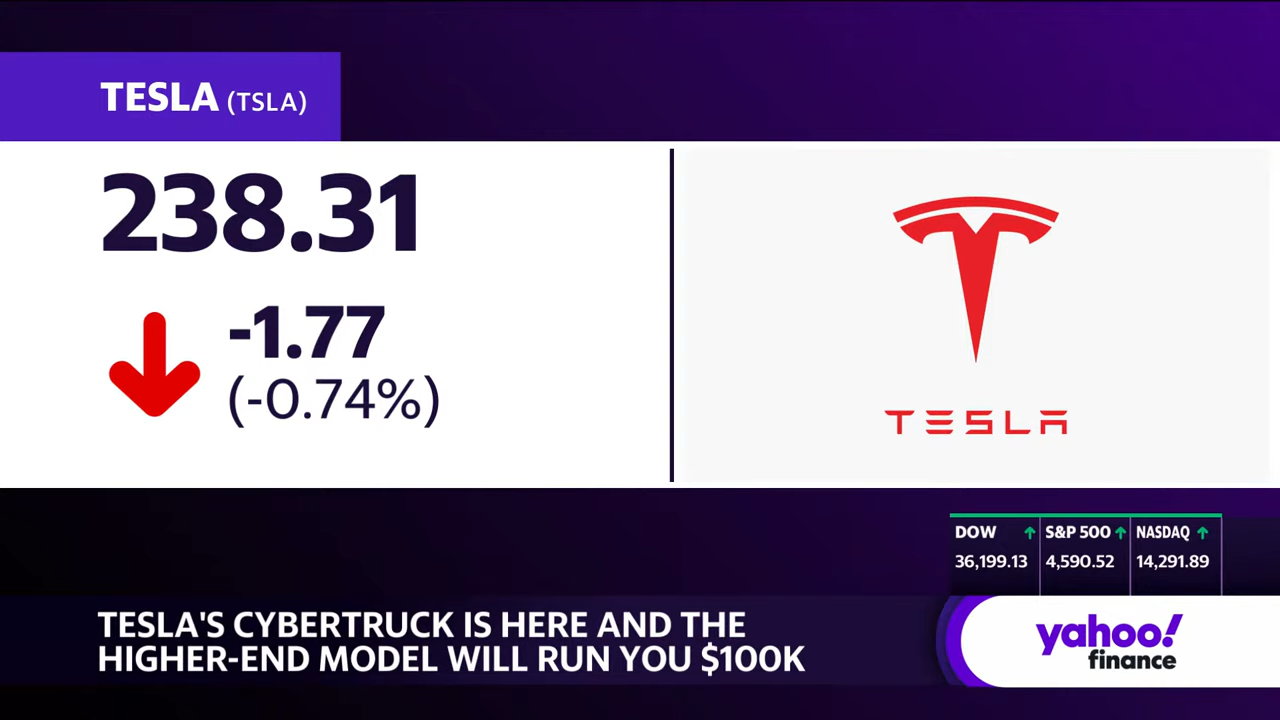 TESLA (TSLA)
238.31
-1.77
(-0.74%)
TESLA
DOW S&P 500 NASDAQ
36,199.13 4,590.52 14,291.89
TESLA'S CYBERTRUCK IS HERE AND THE
HIGHER-END MODEL WILL RUN YOU $100K
yahoo!
finance